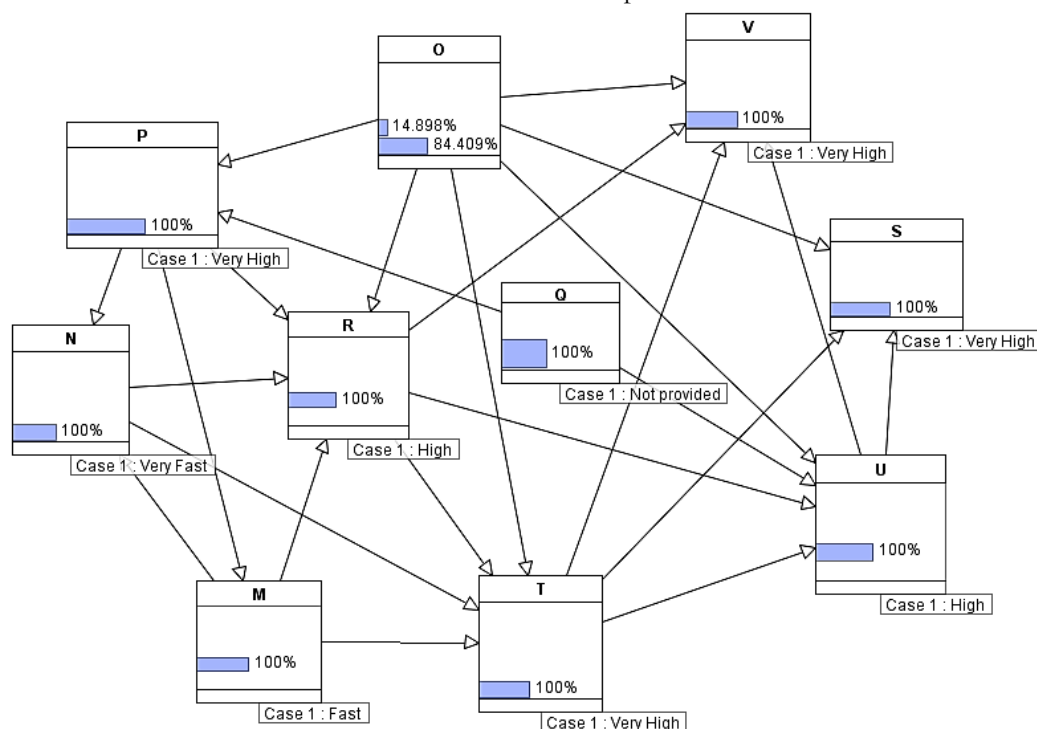 V
O
100%
Case 1 : Very High
14.898%
84.409%
P
100%
Case 1 : Very High
S
100%
Case 1 : Very High
Q
100%
Case 1 : Not provided
R
100%
Case 1 : High
N
100%
Case 1 : Very Fast
U
100%
Case 1 : High
M
100%
Case 1 : Fast
T
100%
Case 1 : Very High